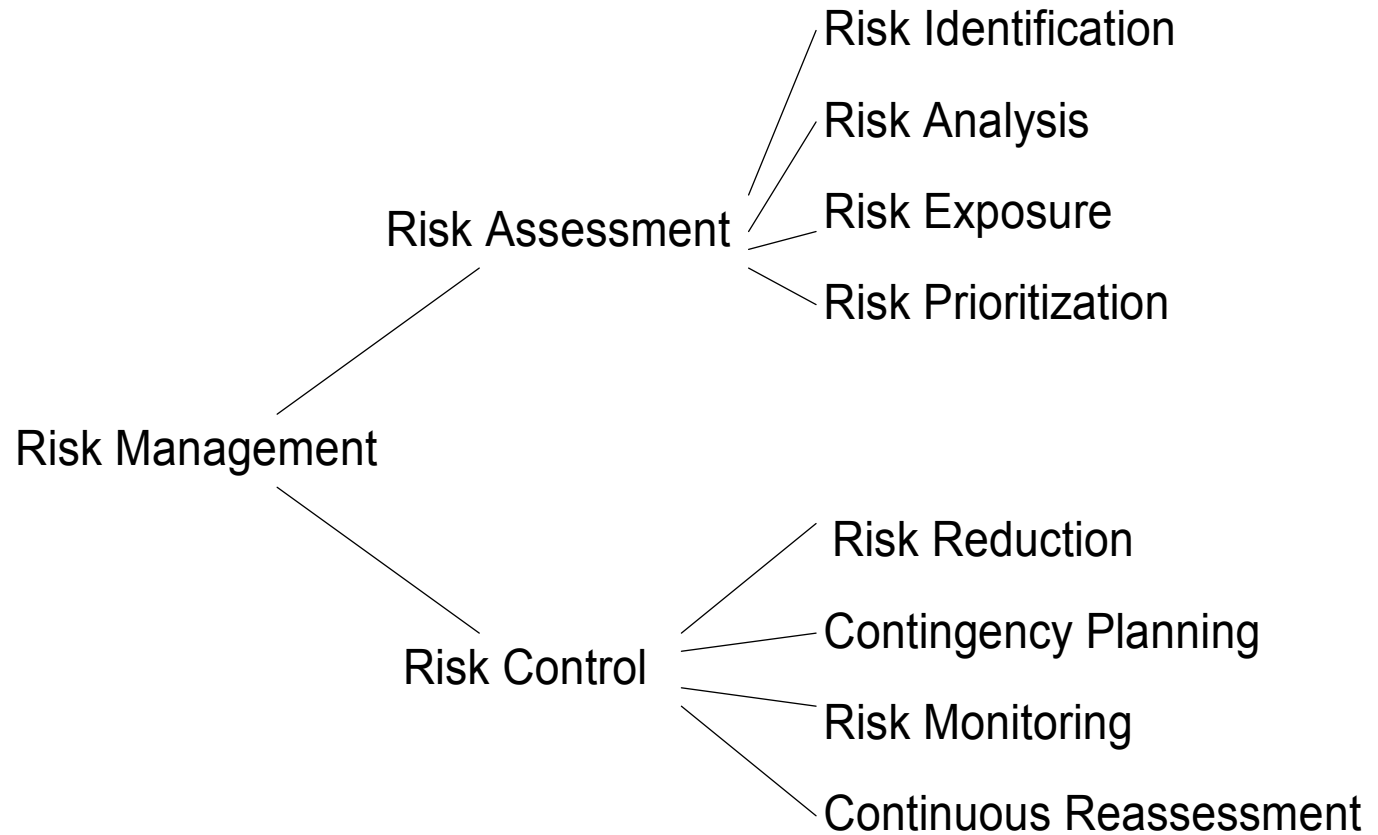 Risk Identification
Risk Analysis
Risk Exposure
Risk Assessment
Risk Prioritization
Risk Management
Risk Reduction
Contingency Planning
Risk Control
Risk Monitoring
Continuous Reassessment